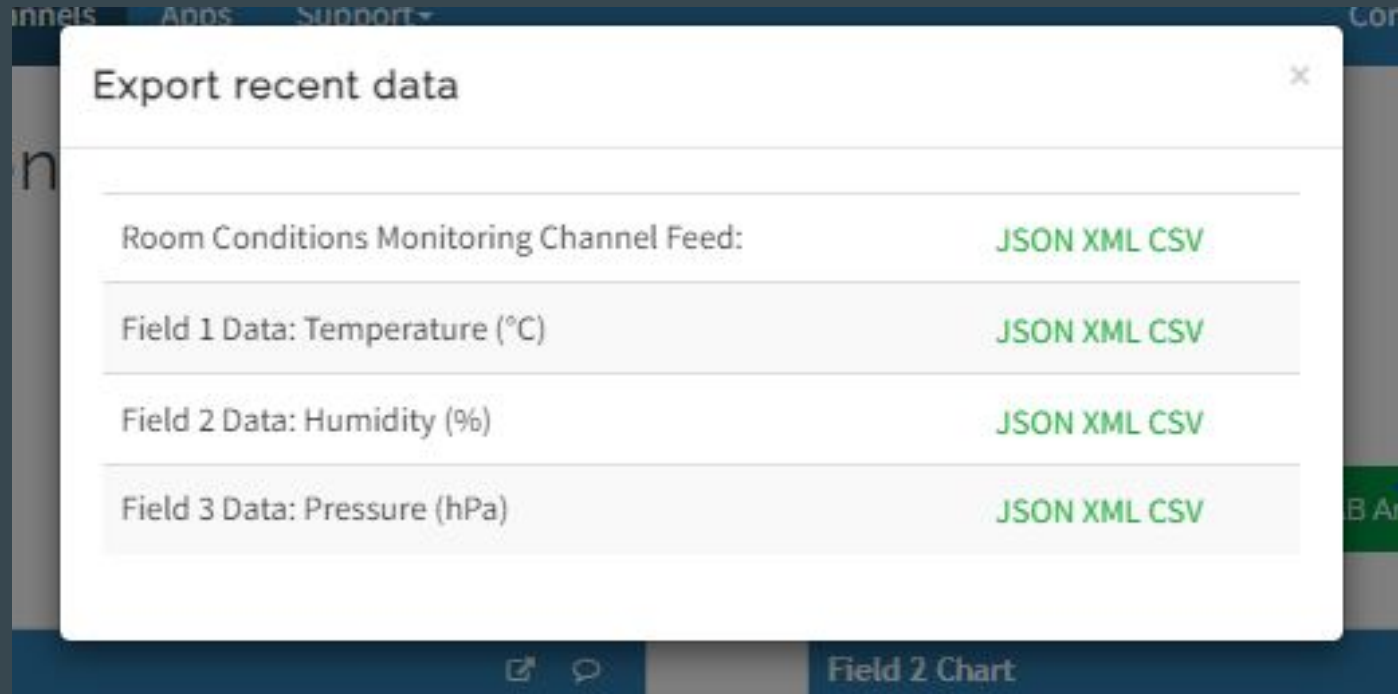 Apps Support
Export recent data ×
Room Conditions Monitoring Channel Feed: JSON XML CSV
Field 1 Data: Temperature (°C) JSON XML CSV
Field 2 Data: Humidity (%) JSON XML CSV
Field 3 Data: Pressure (hPa) JSON XML CSV
Field 2 Chart